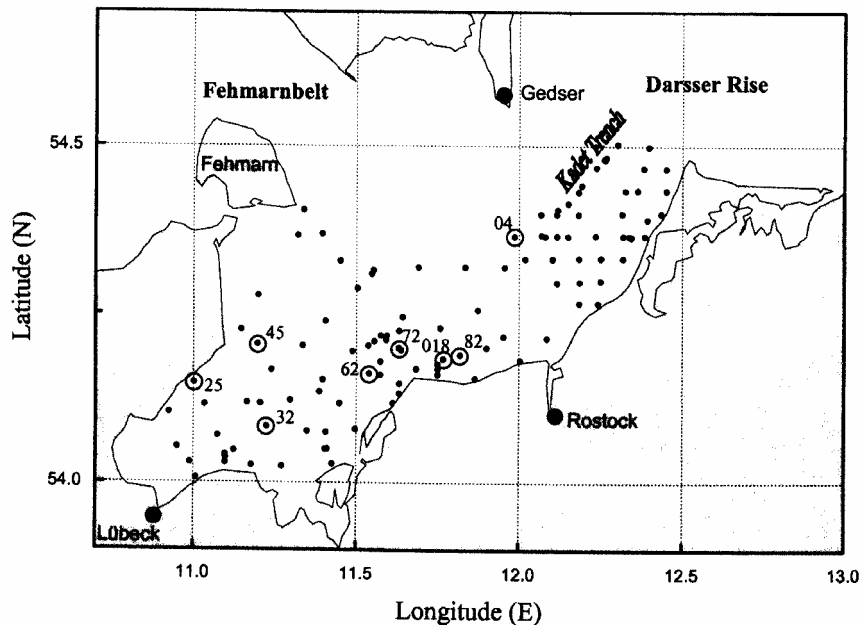 Gedser
Darsser Rise
Fehmarnbelt
Kadet Trench
54.5
Fehmarn
04
Latitude (N)
45
72
018
82
62
25
32
Rostock
54.0
Lübeck
11.0
11.5
12.0
12.5
13.0
Longitude (E)